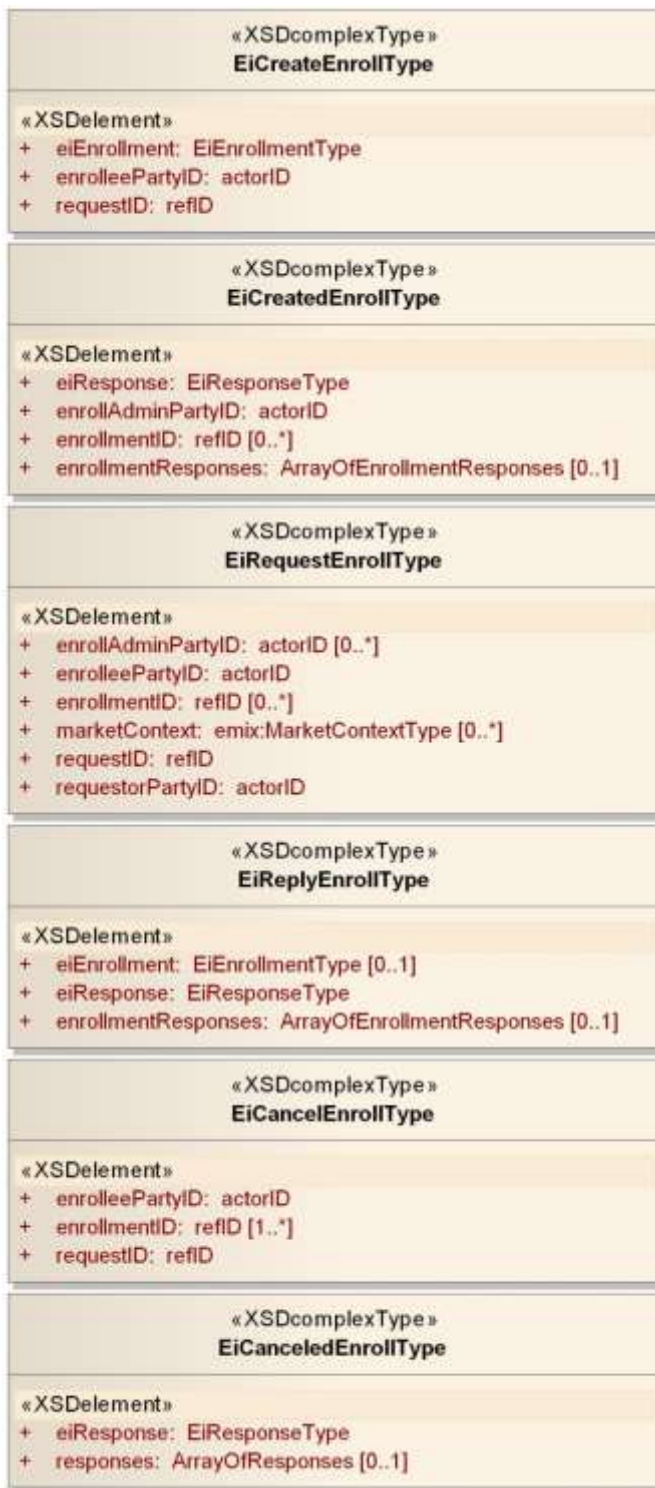 «XSDcomplexType»
EiCreateEnrollType
«XSDelement»
+ eiEnrollment: EiEnrollmentType
+ enrolleePartyID: actorID
+ requestID: refID
«XSDcomplexType»
EiCreatedEnrollType
«XSDelement»
+ eiResponse: EiResponseType
+ enrollAdminPartyID: actorID
+ enrollmentID: refID [0..*]
+ enrollmentResponses: ArrayOfEnrollmentResponses [0..1]
«XSDcomplexType»
EiRequestEnrollType
«XSDelement»
+ enrollAdminPartyID: actorID [0..*]
+ enrolleePartyID: actorID
+ enrollmentID: refID [0..*]
+ marketContext: emix:MarketContextType [0..*]
+ requestID: refID
+ requestorPartyID: actorID
«XSDcomplexType»
EiReplyEnrollType
«XSDelement»
+ eiEnrollment: EiEnrollmentType [0..1]
+ eiResponse: EiResponseType
+ enrollmentResponses: ArrayOfEnrollmentResponses [0..1]
«XSDcomplexType»
EiCancelEnrollType
«XSDelement»
+ enrolleePartyID: actorID
+ enrollmentID: refID [1..*]
+ requestID: refID
«XSDcomplexType»
EiCanceledEnrollType
«XSDelement»
+ eiResponse: EiResponseType
+ responses: ArrayOfResponses [0..1]